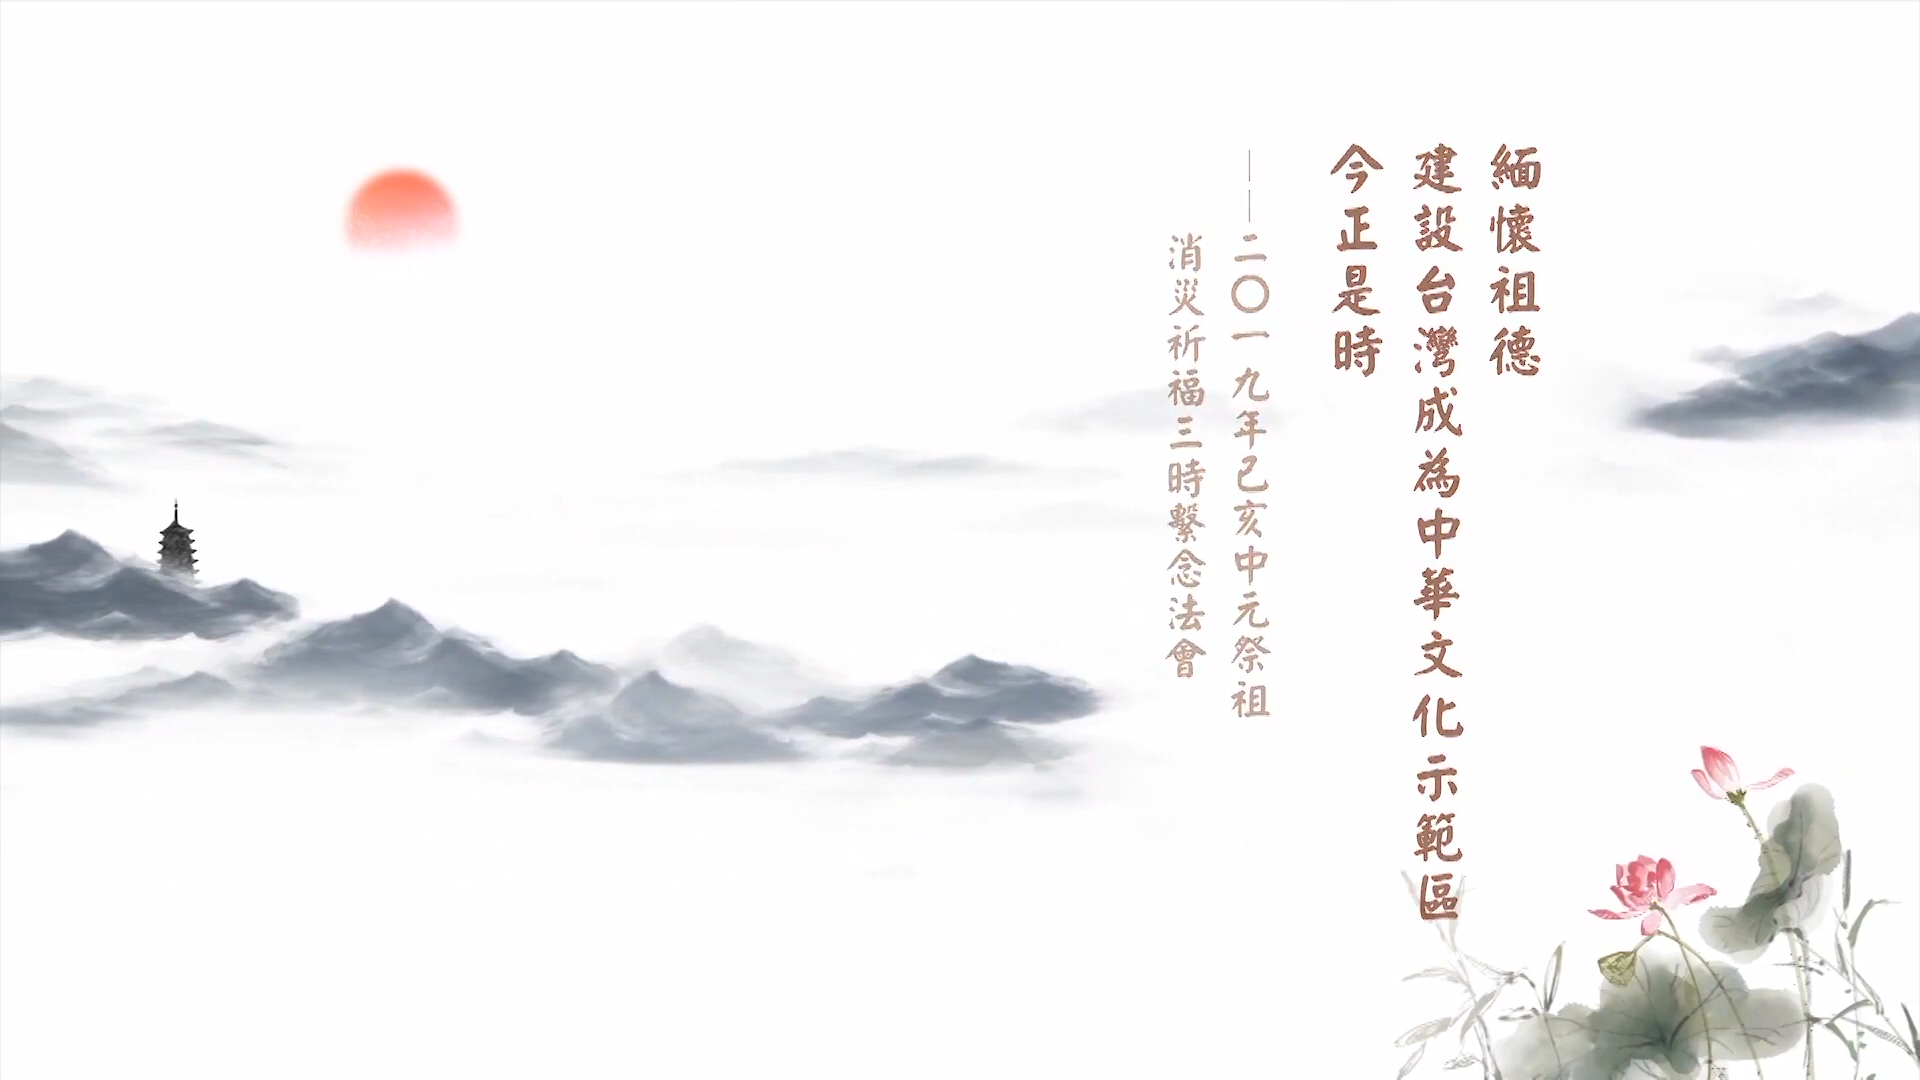 緬懷祖德
建設台灣成為中華文化示範區
今正是時
——二〇一九年已亥中元祭祖
消災祈福三時繫念法會